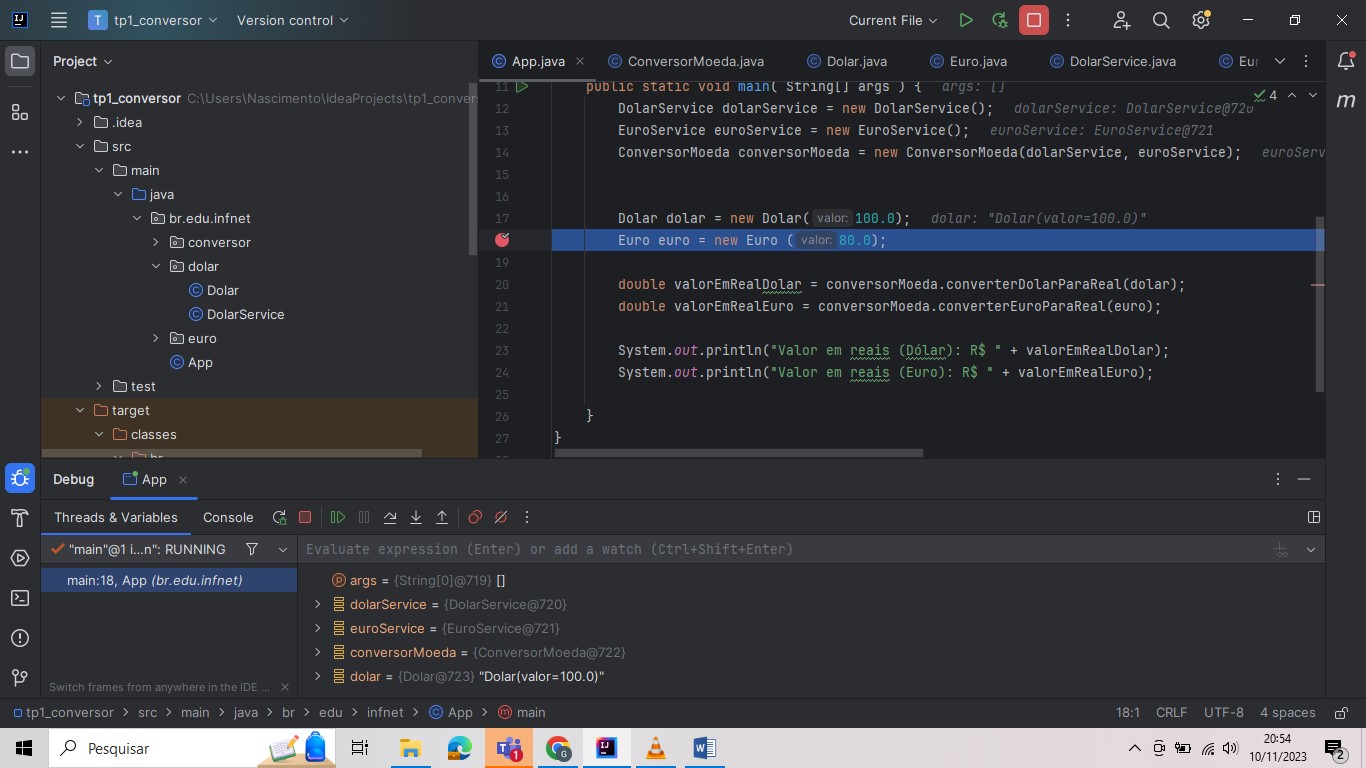 tp1_conversor Version control Current File
Project
tp1_conversor C:\Users\Nascimento\IdeaProjects\tp1_conver
.idea
src
main
java
br.edu.infnet
conversor
dolar
Dolar
DolarService
euro
App
test
target
classes
App.java ConversorMoeda.java Dolar.java Euro.java DolarService.java Eur
11 public static void main( String[] args ) { args: []
4
12 DolarService dolarService = new DolarService(); dolarService: DolarService@720
13 EuroService euroService = new EuroService(); euroService: EuroService@721
14 ConversorMoeda conversorMoeda = new ConversorMoeda(dolarService, euroService); euroServ
15
16
17 Dolar dolar = new Dolar( valor: 100.0); dolar: "Dolar(valor=100.0)"
Euro euro = new Euro ( valor: 80.0);
19
20 double valorEmRealDolar = conversorMoeda.converterDolarParaReal(dolar);
21 double valorEmRealEuro = conversorMoeda.converterEuroParaReal(euro);
22
23 System.out.println("Valor em reais (Dólar): R$ " + valorEmRealDolar);
24 System.out.println("Valor em reais (Euro): R$ " + valorEmRealEuro);
25
26 }
27 }
Debug App
Threads & Variables Console
"main"@1 i...n": RUNNING
main:18, App (br.edu.infnet)
Switch frames from anywhere in the IDE ...
Evaluate expression (Enter) or add a watch (Ctrl+Shift+Enter)
args = {String[0]@719} []
dolarService = {DolarService@720}
euroService = {EuroService@721}
conversorMoeda = {ConversorMoeda@722}
dolar = {Dolar@723} "Dolar(valor=100.0)"
tp1_conversor > src > main > java > br > edu > infnet > App > main 18:1 CRLF UTF-8 4 spaces
Pesquisar
1
20:54
10/11/2023
2